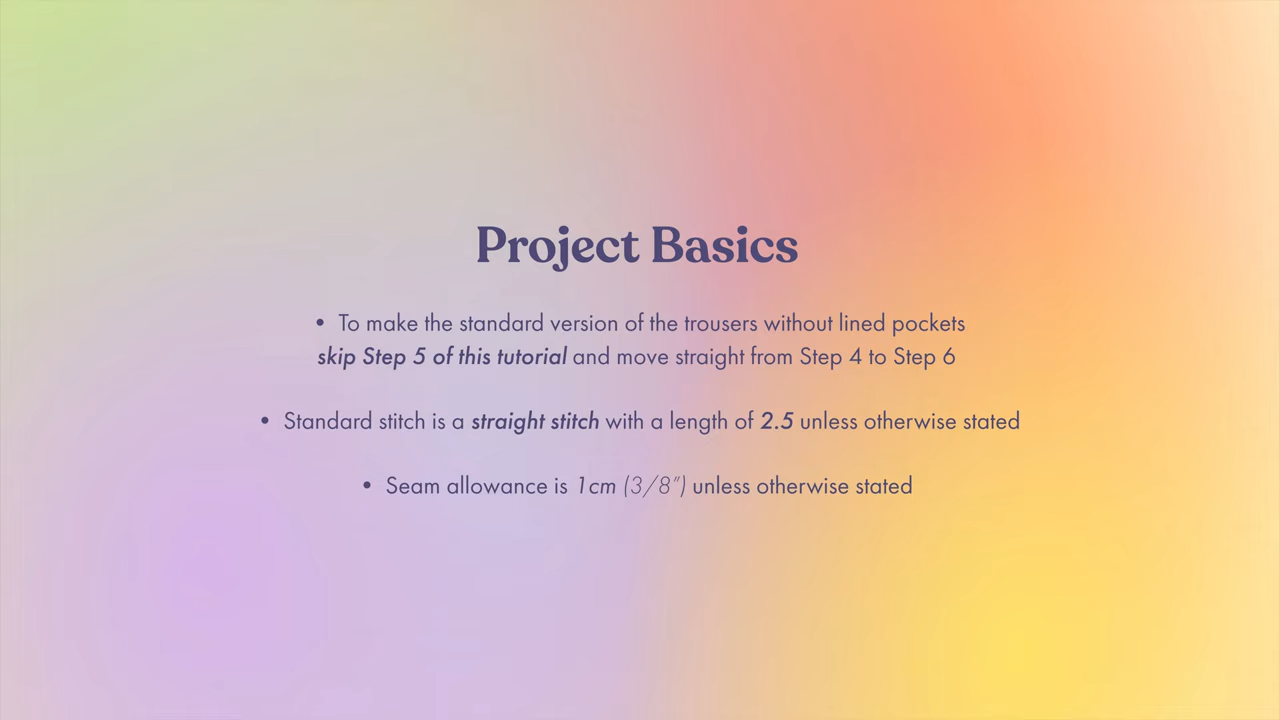 Project Basics
• To make the standard version of the trousers without lined pockets
skip Step 5 of this tutorial and move straight from Step 4 to Step 6
• Standard stitch is a straight stitch with a length of 2.5 unless otherwise stated
• Seam allowance is 1cm (3/8") unless otherwise stated